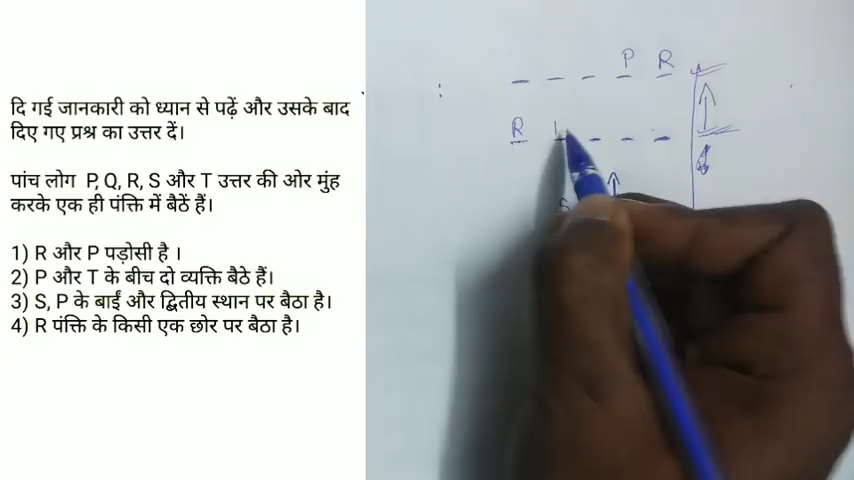 दि गई जानकारी को ध्यान से पढ़ें और उसके बाद
दिए गए प्रश्न का उत्तर दें।
पांच लोग P, Q, R, S और T उत्तर की ओर मुंह
करके एक ही पंक्ति में बैठें हैं।
1) R और P पड़ोसी है ।
2) P और T के बीच दो व्यक्ति बैठे हैं।
3) S, P के बाईं और द्वितीय स्थान पर बैठा है।
4) R पंक्ति के किसी एक छोर पर बैठा है।
P R
R